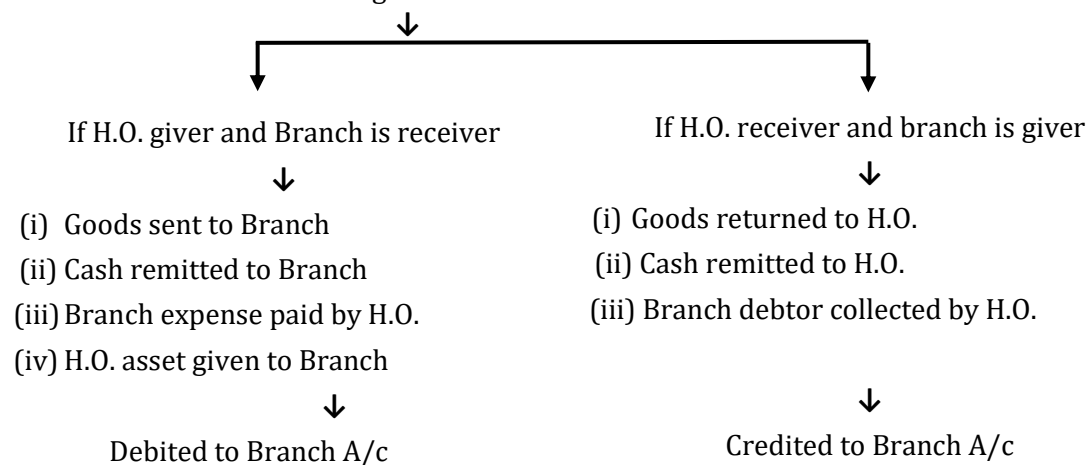 If H.O. giver and Branch is receiver
(i) Goods sent to Branch
(ii) Cash remitted to Branch
(iii) Branch expense paid by H.O.
(iv) H.O. asset given to Branch
Debited to Branch A/c
If H.O. receiver and branch is giver
(i) Goods returned to H.O.
(ii) Cash remitted to H.O.
(iii) Branch debtor collected by H.O.
Credited to Branch A/c